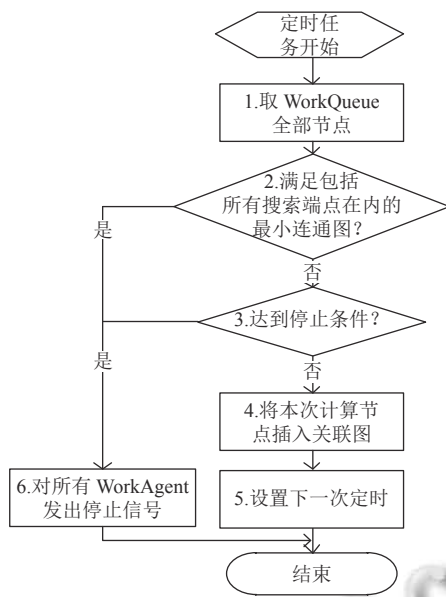 定时任
务开始
1.取 WorkQueue
全部节点
2.满足包括
所有搜索端点在内的
最小连通图？
是
否
3.达到停止条件？
是
否
4.将本次计算节
点插入关联图
6.对所有 WorkAgent
发出停止信号
5.设置下一次定时
结束